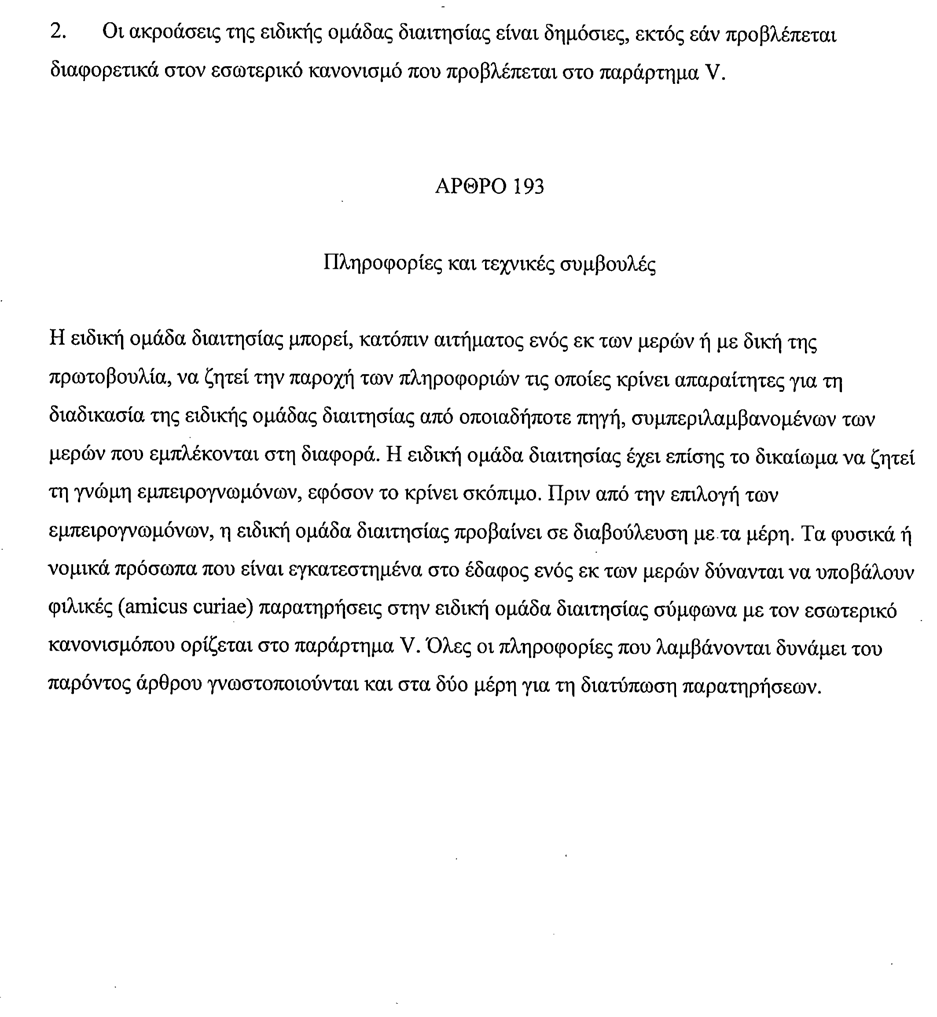 2. Οι ακροάσεις της ειδικής ομάδας διαιτησίας είναι δημόσιες, εκτός εάν προβλέπεται
διαφορετικά στον εσωτερικό κανονισμό που προβλέπεται στο παράρτημα V.
ΑΡΘΡΟ 193
Πληροφορίες και τεχνικές συμβουλές
Η ειδική ομάδα διαιτησίας μπορεί, κατόπιν αιτήματος ενός εκ των μερών ή με δική της
πρωτοβουλία, να ζητεί την παροχή των πληροφοριών τις οποίες κρίνει απαραίτητες για τη
διαδικασία της ειδικής ομάδας διαιτησίας από οποιαδήποτε πηγή, συμπεριλαμβανομένων των
μερών που εμπλέκονται στη διαφορά. Η ειδική ομάδα διαιτησίας έχει επίσης το δικαίωμα να ζητεί
τη γνώμη εμπειρογνωμόνων, εφόσον το κρίνει σκόπιμο. Πριν από την επιλογή των
εμπειρογνωμόνων, η ειδική ομάδα διαιτησίας προβαίνει σε διαβούλευση με τα μέρη. Τα φυσικά ή
νομικά πρόσωπα που είναι εγκατεστημένα στο έδαφος ενός εκ των μερών δύνανται να υποβάλουν
φιλικές (amicus curiae) παρατηρήσεις στην ειδική ομάδα διαιτησίας σύμφωνα με τον εσωτερικό
κανονισμόπου ορίζεται στο παράρτημα V. Όλες οι πληροφορίες που λαμβάνονται δυνάμει του
παρόντος άρθρου γνωστοποιούνται και στα δύο μέρη για τη διατύπωση παρατηρήσεων.